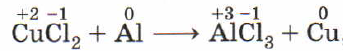 +2 −1 0 +3 −1 0
CuCl₂ + Al ⟶ AlCl₃ + Cu.